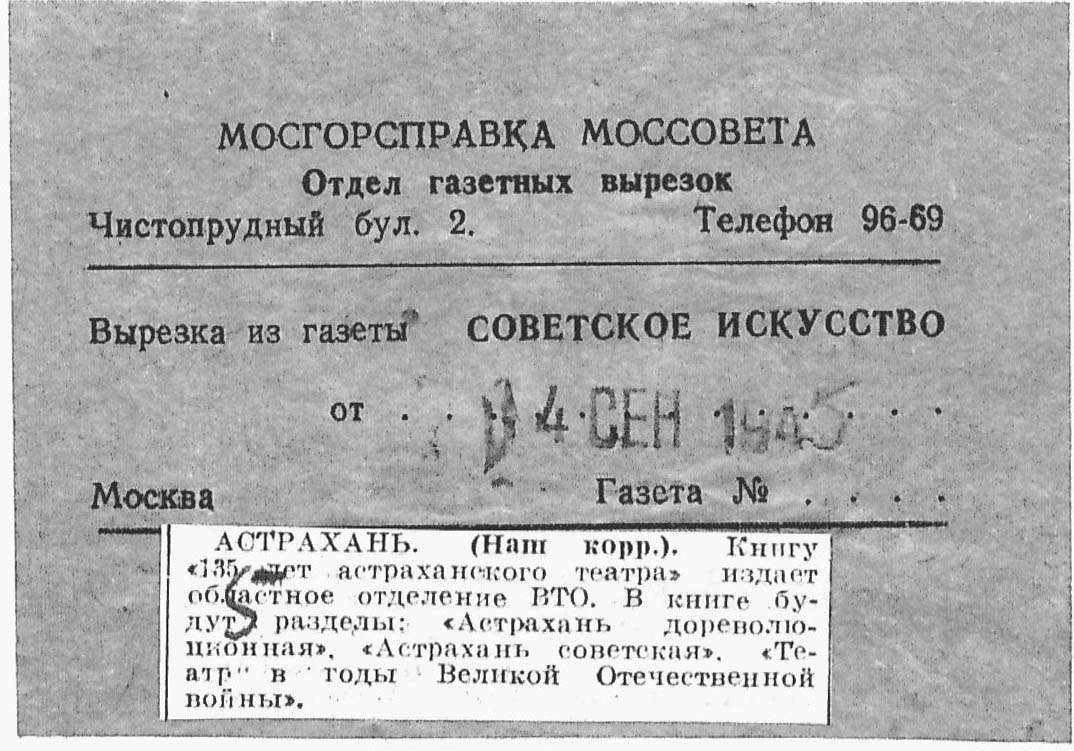 МОСГОРСПРАВКА МОССОВЕТА
Отдел газетных вырезок
Чистопрудный бул. 2. Телефон 96-69
Вырезка из газеты СОВЕТСКОЕ ИСКУССТВО
от . . . 4 СЕН 1945 . . .
Москва Газета № . . . .
АСТРАХАНЬ. (Наш корр.). Книгу
«135 лет астраханского театра» издает
областное отделение ВТО. В книге бу-
дут разделы: «Астрахань дореволю-
ционная», «Астрахань советская», «Те-
атр в годы Великой Отечественной
войны».
5